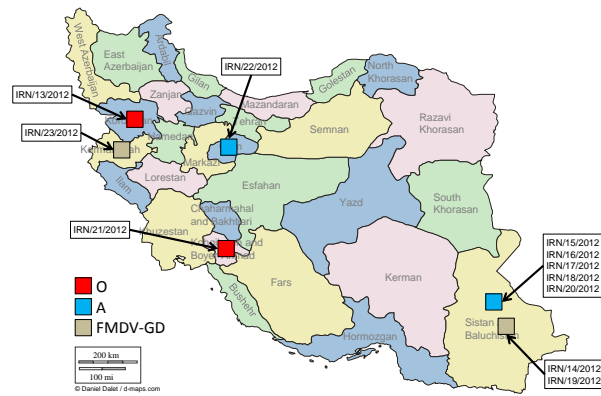 West Azerbaijan
East
Azerbaijan
Ardabil
Gilan
Zanjan
IRN/22/2012
Golestan
North
Khorasan
IRN/13/2012
Qazvin
Mazandaran
Tehran
Semnan
Razavi
Khorasan
IRN/23/2012
Hamedan
Markazi
Ilam
Lorestan
Esfahan
Yazd
South
Khorasan
Chaharmahal
and Bakhtiari
IRN/21/2012
Khuzestan
Bushehr
Fars
Kerman
IRN/15/2012
IRN/16/2012
IRN/17/2012
IRN/18/2012
IRN/20/2012
O
A
FMDV-GD
Hormozgan
Sistan
Baluchistan
200 km
100 mi
© Daniel Dalet / d-maps.com
IRN/14/2012
IRN/19/2012